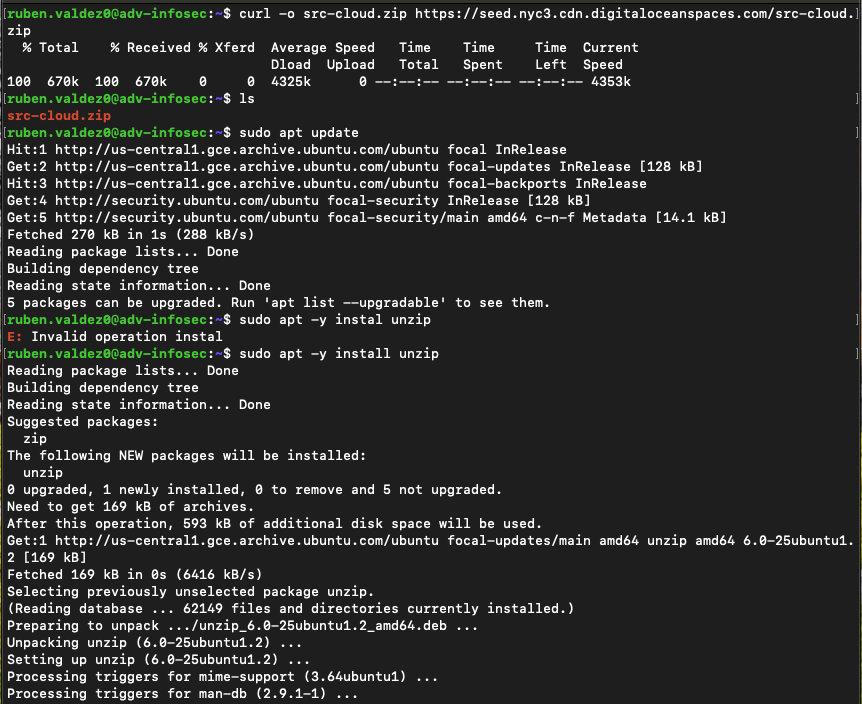 [ruben.valdez0@adv-infosec:~$ curl -o src-cloud.zip https://seed.nyc3.cdn.digitaloceanspaces.com/src-cloud.]
zip
  % Total    % Received % Xferd  Average Speed   Time    Time     Time  Current
                                 Dload  Upload   Total   Spent    Left  Speed
100  670k  100  670k    0     0  4325k      0 --:--:-- --:--:-- --:--:-- 4353k
[ruben.valdez0@adv-infosec:~$ ls ]
src-cloud.zip
[ruben.valdez0@adv-infosec:~$ sudo apt update ]
Hit:1 http://us-central1.gce.archive.ubuntu.com/ubuntu focal InRelease
Get:2 http://us-central1.gce.archive.ubuntu.com/ubuntu focal-updates InRelease [128 kB]
Hit:3 http://us-central1.gce.archive.ubuntu.com/ubuntu focal-backports InRelease
Get:4 http://security.ubuntu.com/ubuntu focal-security InRelease [128 kB]
Get:5 http://security.ubuntu.com/ubuntu focal-security/main amd64 c-n-f Metadata [14.1 kB]
Fetched 270 kB in 1s (288 kB/s)
Reading package lists... Done
Building dependency tree
Reading state information... Done
5 packages can be upgraded. Run 'apt list --upgradable' to see them.
[ruben.valdez0@adv-infosec:~$ sudo apt -y instal unzip ]
E: Invalid operation instal
[ruben.valdez0@adv-infosec:~$ sudo apt -y install unzip ]
Reading package lists... Done
Building dependency tree
Reading state information... Done
Suggested packages:
  zip
The following NEW packages will be installed:
  unzip
0 upgraded, 1 newly installed, 0 to remove and 5 not upgraded.
Need to get 169 kB of archives.
After this operation, 593 kB of additional disk space will be used.
Get:1 http://us-central1.gce.archive.ubuntu.com/ubuntu focal-updates/main amd64 unzip amd64 6.0-25ubuntu1.
2 [169 kB]
Fetched 169 kB in 0s (6416 kB/s)
Selecting previously unselected package unzip.
(Reading database ... 62149 files and directories currently installed.)
Preparing to unpack .../unzip_6.0-25ubuntu1.2_amd64.deb ...
Unpacking unzip (6.0-25ubuntu1.2) ...
Setting up unzip (6.0-25ubuntu1.2) ...
Processing triggers for mime-support (3.64ubuntu1) ...
Processing triggers for man-db (2.9.1-1) ...